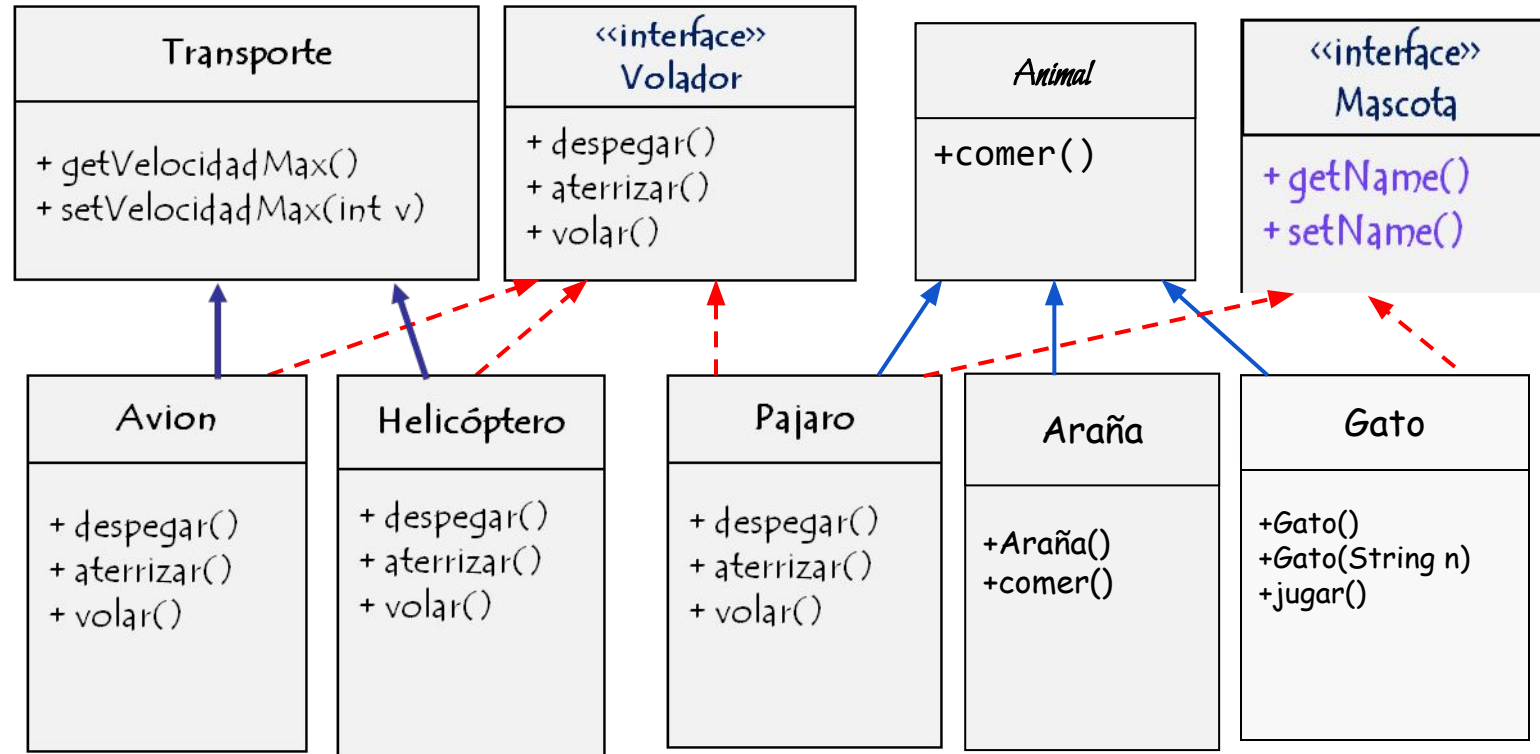 Transporte
+ getVelocidadMax()
+ setVelocidadMax(int v)
<<interface>>
Volador
+ despegar()
+ aterrizar()
+ volar()
Animal
+comer()
<<interface>>
Mascota
+ getName()
+ setName()
Avion
+ despegar()
+ aterrizar()
+ volar()
Helicóptero
+ despegar()
+ aterrizar()
+ volar()
Pajaro
+ despegar()
+ aterrizar()
+ volar()
Araña
+Araña()
+comer()
Gato
+Gato()
+Gato(String n)
+jugar()